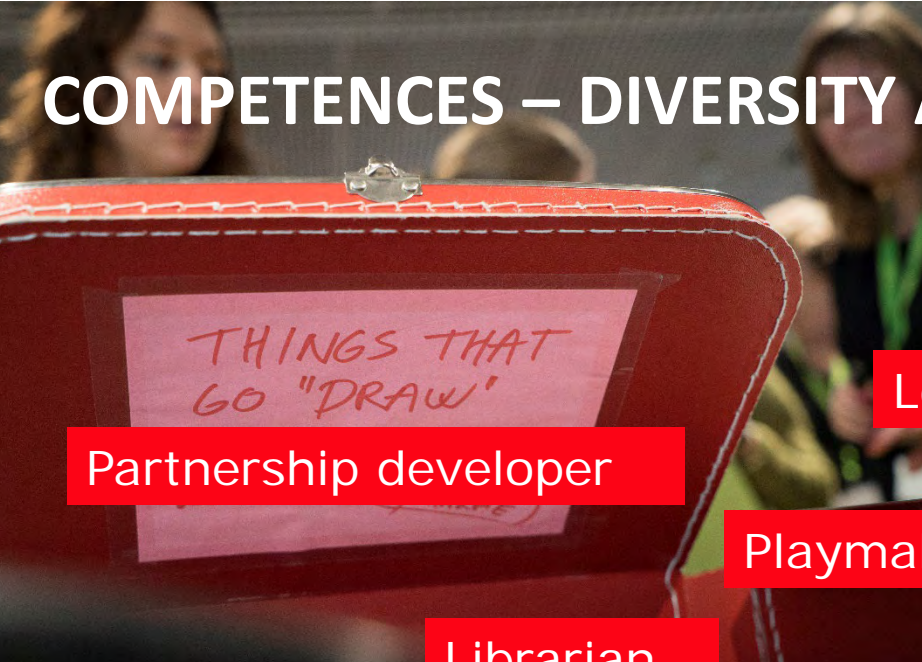 COMPETENCES – DIVERSITY
THINGS THAT
GO "DRAW"
Partnership developer
Playma
Librarian